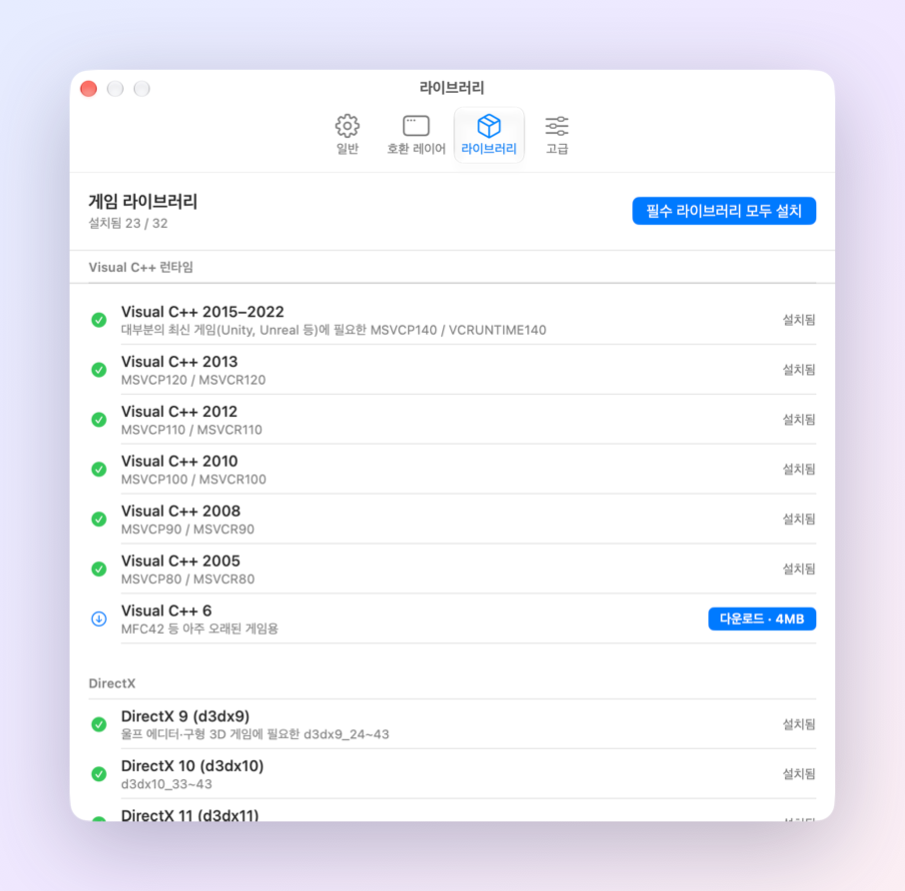 라이브러리
일반
호환 레이어
라이브러리
고급
게임 라이브러리
설치됨 23 / 32
필수 라이브러리 모두 설치
Visual C++ 런타임
Visual C++ 2015–2022
대부분의 최신 게임(Unity, Unreal 등)에 필요한 MSVCP140 / VCRUNTIME140
설치됨
Visual C++ 2013
MSVCP120 / MSVCR120
설치됨
Visual C++ 2012
MSVCP110 / MSVCR110
설치됨
Visual C++ 2010
MSVCP100 / MSVCR100
설치됨
Visual C++ 2008
MSVCP90 / MSVCR90
설치됨
Visual C++ 2005
MSVCP80 / MSVCR80
설치됨
Visual C++ 6
MFC42 등 아주 오래된 게임용
다운로드 · 4MB
DirectX
DirectX 9 (d3dx9)
울프 에디터·구형 3D 게임에 필요한 d3dx9_24~43
설치됨
DirectX 10 (d3dx10)
d3dx10_33~43
설치됨
DirectX 11 (d3dx11)